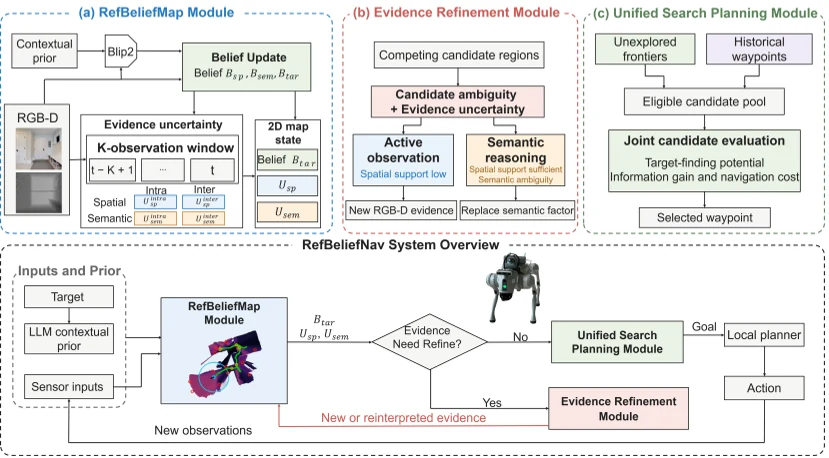 (a) RefBeliefMap Module
Contextual
prior
Blip2
Belief Update
Belief B_sp, B_sem, B_tar
RGB-D
Evidence uncertainty
K-observation window
t − K + 1
...
t
Intra
Inter
Spatial
U_sp^intra
U_sp^inter
Semantic
U_sem^intra
U_sem^inter
2D map
state
Belief B_tar
U_sp
U_sem
(b) Evidence Refinement Module
Competing candidate regions
Candidate ambiguity
+ Evidence uncertainty
Active
observation
Spatial support low
Semantic
reasoning
Spatial support sufficient
Semantic ambiguity
New RGB-D evidence
Replace semantic factor
(c) Unified Search Planning Module
Unexplored
frontiers
Historical
waypoints
Eligible candidate pool
Joint candidate evaluation
Target-finding potential
Information gain and navigation cost
Selected waypoint
RefBeliefNav System Overview
Inputs and Prior
Target
LLM contextual
prior
Sensor inputs
RefBeliefMap
Module
B_tar
U_sp, U_sem
Evidence
Need Refine?
No
Yes
Unified Search
Planning Module
Goal
Local planner
Action
Evidence Refinement
Module
New or reinterpreted evidence
New observations